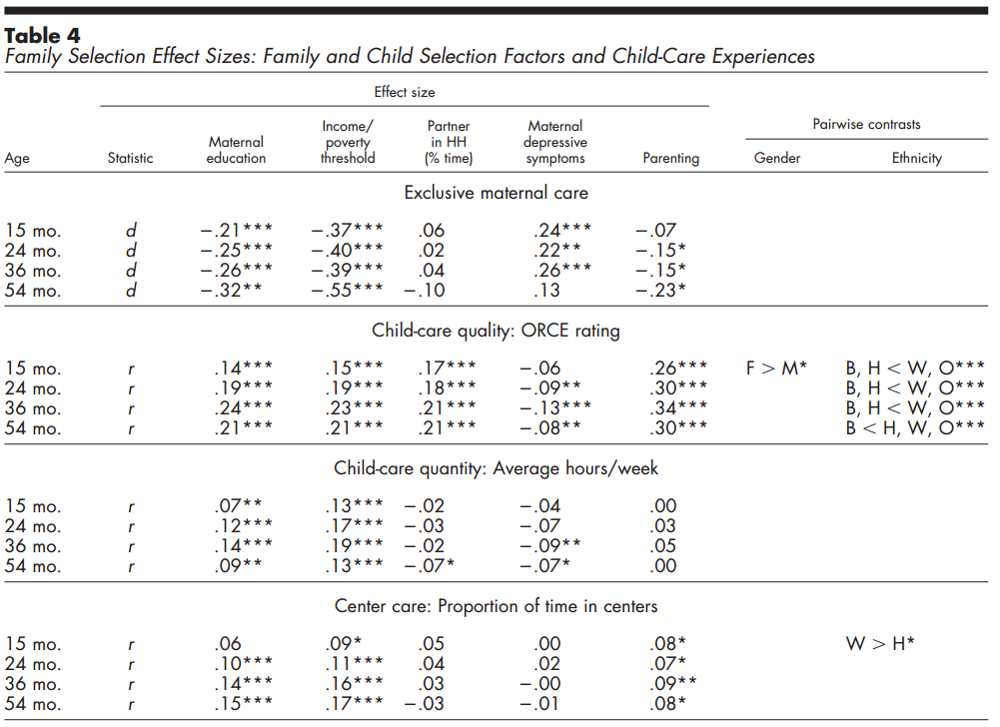 Table 4
Family Selection Effect Sizes: Family and Child Selection Factors and Child-Care Experiences
Effect size
Pairwise contrasts
Age Statistic Maternal education Income/ poverty threshold Partner in HH (% time) Maternal depressive symptoms Parenting Gender Ethnicity
Exclusive maternal care
15 mo. d −.21*** −.37*** .06 .24*** −.07
24 mo. d −.25*** −.40*** .02 .22** −.15*
36 mo. d −.26*** −.39*** .04 .26*** −.15*
54 mo. d −.32** −.55*** −.10 .13 −.23*
Child-care quality: ORCE rating
15 mo. r .14*** .15*** .17*** −.06 .26*** F > M* B, H < W, O***
24 mo. r .19*** .19*** .18*** −.09** .30*** B, H < W, O***
36 mo. r .24*** .23*** .21*** −.13*** .34*** B, H < W, O***
54 mo. r .21*** .21*** .21*** −.08** .30*** B < H, W, O***
Child-care quantity: Average hours/week
15 mo. r .07** .13*** −.02 −.04 .00
24 mo. r .12*** .17*** −.03 −.07 .03
36 mo. r .14*** .19*** −.02 −.09** .05
54 mo. r .09** .13*** −.07* −.07* .00
Center care: Proportion of time in centers
15 mo. r .06 .09* .05 .00 .08* W > H*
24 mo. r .10*** .11*** .04 .02 .07*
36 mo. r .14*** .16*** .03 −.00 .09**
54 mo. r .15*** .17*** −.03 −.01 .08*